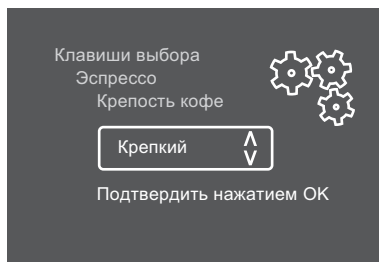 Клавиши выбора
Эспрессо
Крепость кофе
Крепкий
Подтвердить нажатием OK